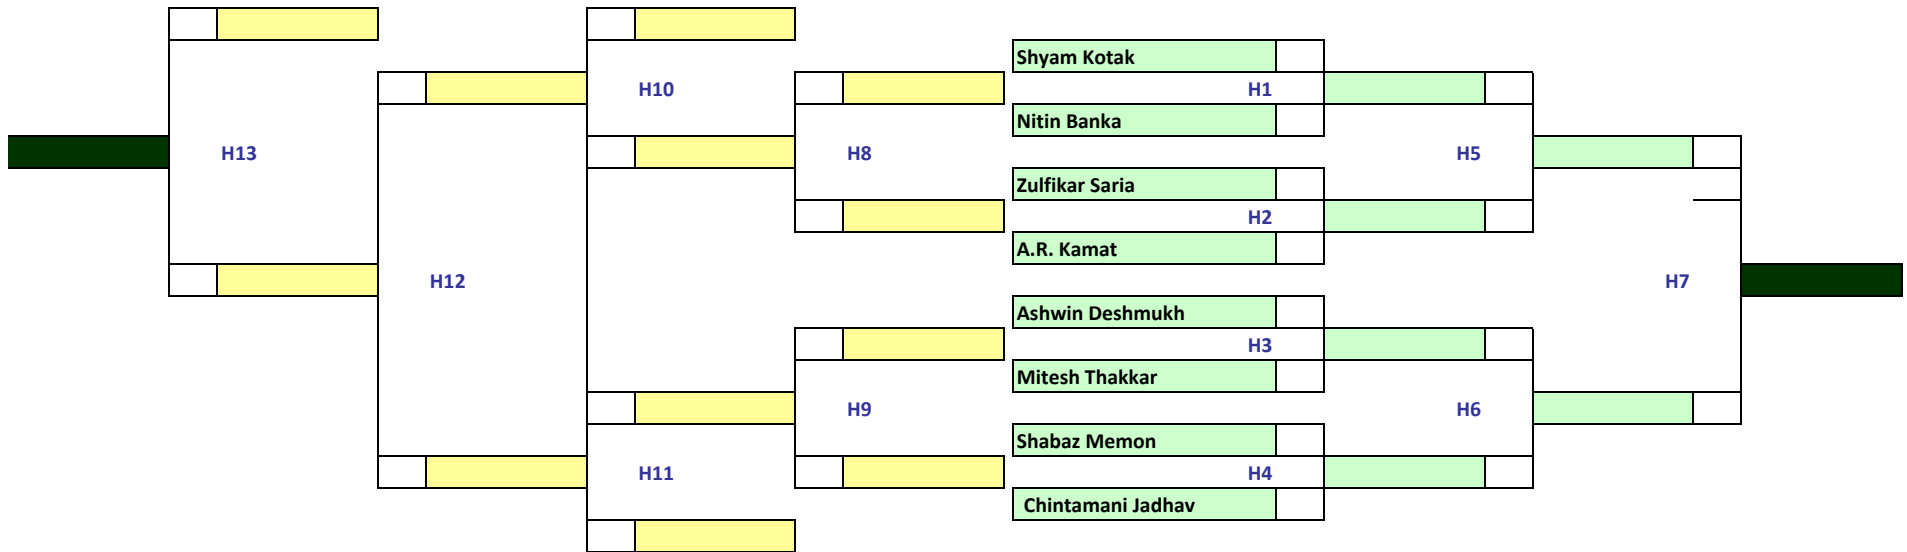 Shyam Kotak
H10
H1
Nitin Banka
H13
H8
H5
Zulfikar Saria
H2
A.R. Kamat
H12
H7
Ashwin Deshmukh
H3
Mitesh Thakkar
H9
H6
Shabaz Memon
H11
H4
Chintamani Jadhav